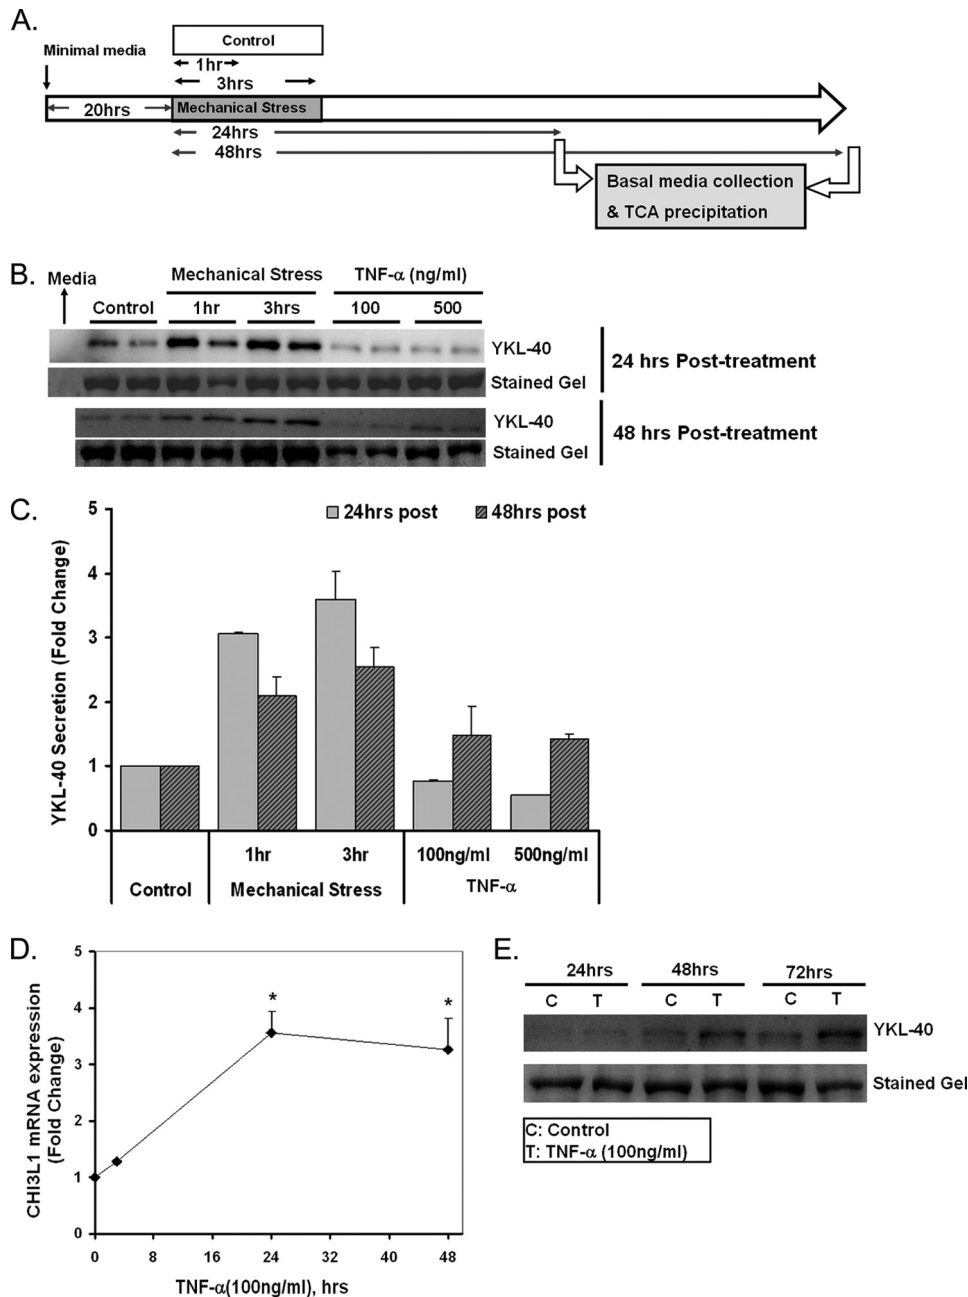 A.
Minimal media
Control
1hr
3hrs
20hrs
Mechanical Stress
24hrs
48hrs
Basal media collection
& TCA precipitation
B.
Media
Mechanical Stress
TNF-α (ng/ml)
Control
1hr
3hrs
100
500
YKL-40
Stained Gel
24 hrs Post-treatment
YKL-40
Stained Gel
48 hrs Post-treatment
C.
24hrs post
48hrs post
YKL-40 Secretion (Fold Change)
5
4
3
2
1
0
1hr
3hr
100ng/ml
500ng/ml
Control
Mechanical Stress
TNF-α
D.
CHI3L1 mRNA expression
(Fold Change)
5
4
3
2
1
0
*
*
0
8
16
24
32
40
48
TNF-α(100ng/ml), hrs
E.
24hrs
48hrs
72hrs
C
T
C
T
C
T
YKL-40
Stained Gel
C: Control
T: TNF-α (100ng/ml)